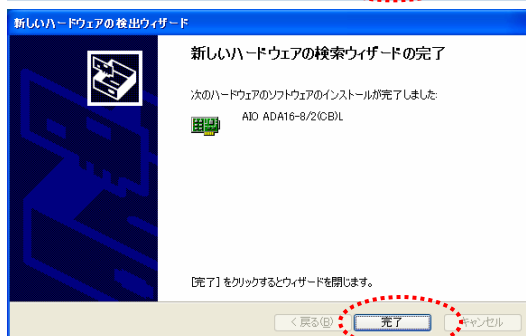 新しいハードウェアの検出ウィザード
新しいハードウェアの検索ウィザードの完了
次のハードウェアのソフトウェアのインストールが完了しました:
AIO ADA16-8/2(CB)L
[完了] をクリックするとウィザードを閉じます。
< 戻る(B)
完了
キャンセル